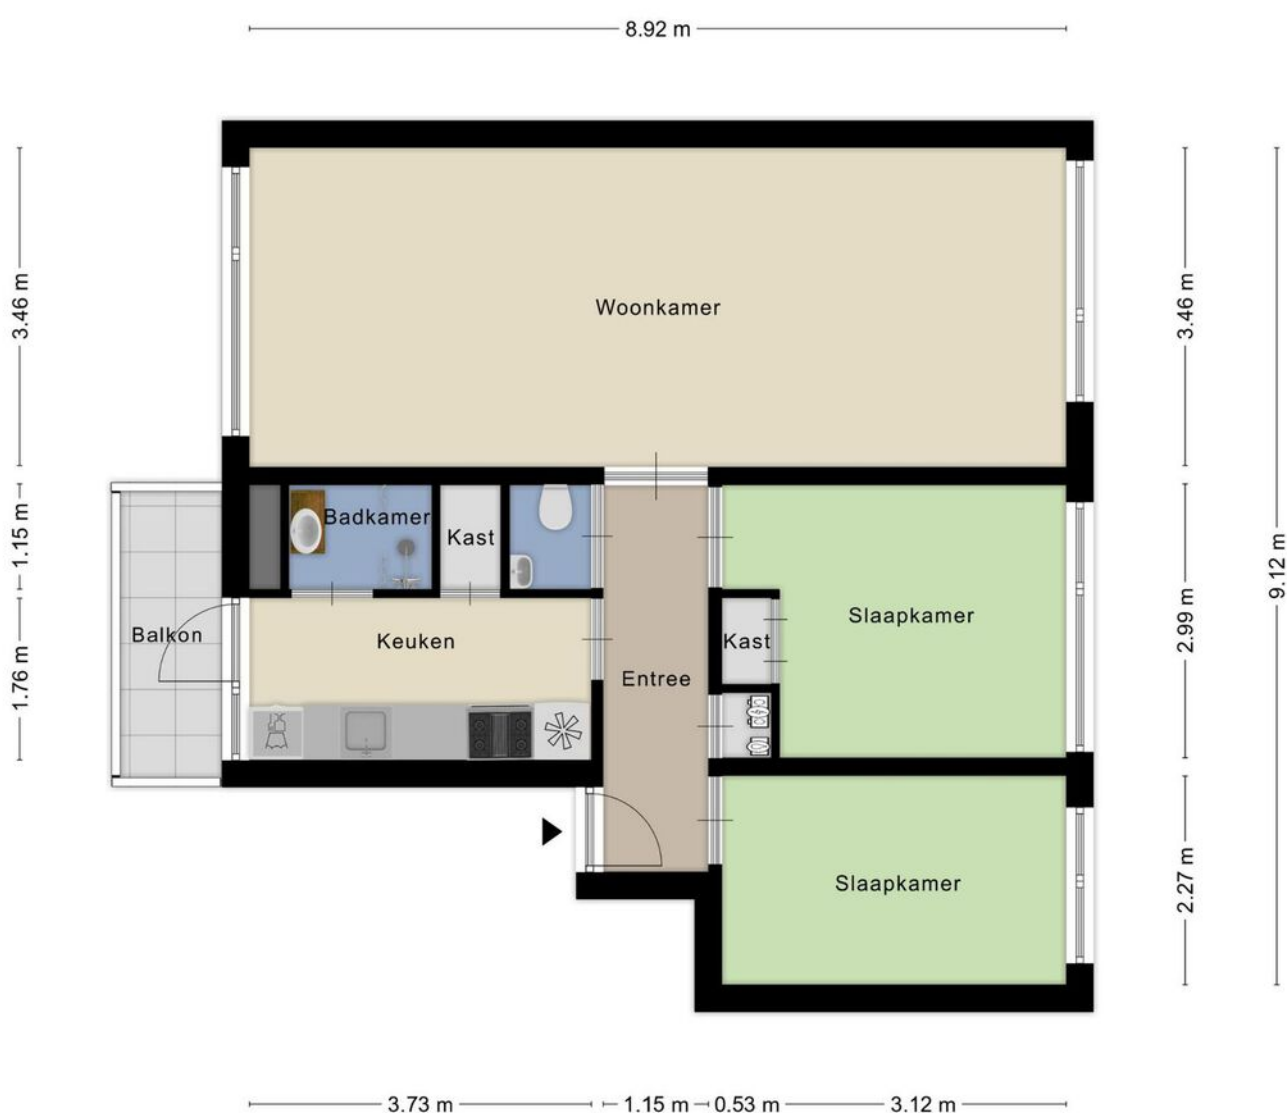 8.92 m
3.46 m
3.46 m
Woonkamer
1.15 m
Badkamer
Kast
9.12 m
Balkon
Keuken
Kast
Slaapkamer
2.99 m
1.76 m
Entree
Slaapkamer
2.27 m
3.73 m
1.15 m
0.53 m
3.12 m